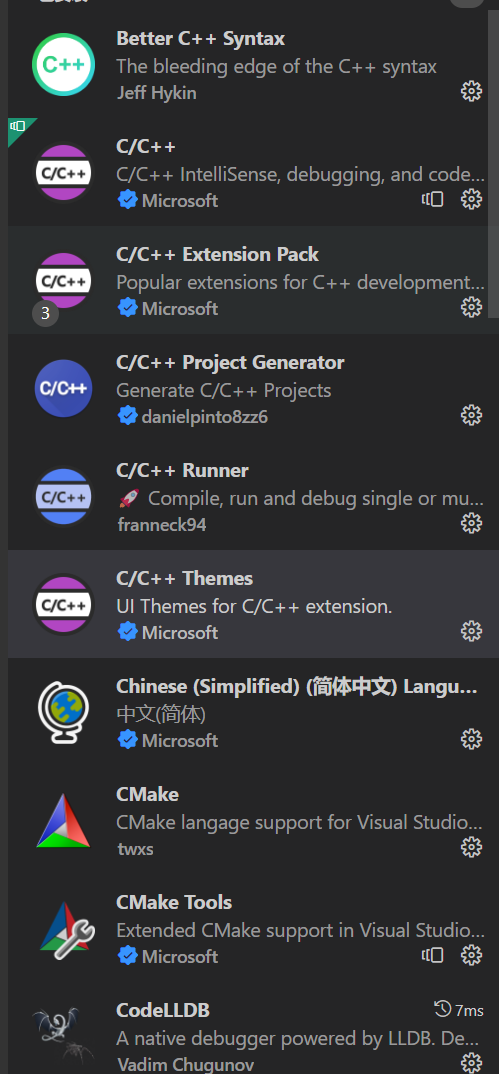 Better C++ Syntax
The bleeding edge of the C++ syntax
Jeff Hykin
C/C++
C/C++ IntelliSense, debugging, and code...
Microsoft
C/C++ Extension Pack
Popular extensions for C++ development...
3
Microsoft
C/C++ Project Generator
Generate C/C++ Projects
danielpinto8zz6
C/C++ Runner
🚀 Compile, run and debug single or mu...
franneck94
C/C++ Themes
UI Themes for C/C++ extension.
Microsoft
Chinese (Simplified) (简体中文) Langu...
中文(简体)
Microsoft
CMake
CMake langage support for Visual Studio...
twxs
CMake Tools
Extended CMake support in Visual Studio...
Microsoft
CodeLLDB
7ms
A native debugger powered by LLDB. De...
Vadim Chugunov